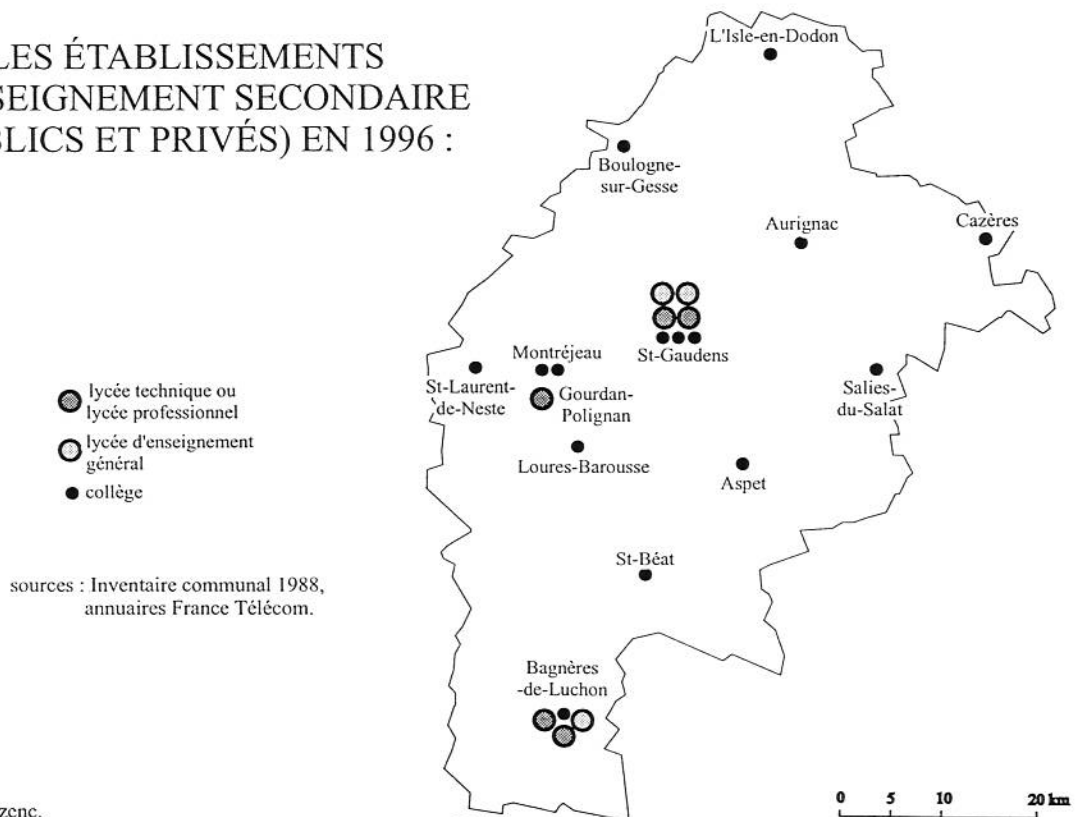 LES ÉTABLISSEMENTS
SEIGNEMENT SECONDAIRE
BLICS ET PRIVÉS) EN 1996 :
L'Isle-en-Dodon
Boulogne-
sur-Gesse
Aurignac
Cazères
St-Gaudens
Montréjeau
St-Laurent-
de-Neste
Gourdan-
Polignan
Salies-
du-Salat
Loures-Barousse
Aspet
St-Béat
Bagnères
-de-Luchon
lycée technique ou
lycée professionnel
lycée d'enseignement
général
collège
sources : Inventaire communal 1988,
annuaires France Télécom.
zenc.
0 5 10 20 km